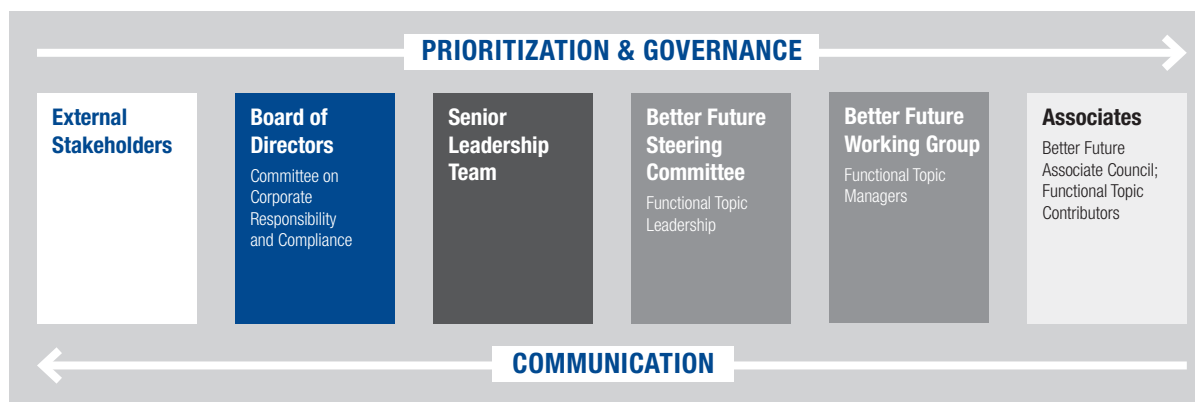 PRIORITIZATION & GOVERNANCE
External
Stakeholders
Board of
Directors
Committee on
Corporate
Responsibility
and Compliance
Senior
Leadership
Team
Better Future
Steering
Committee
Functional Topic
Leadership
Better Future
Working Group
Functional Topic
Managers
Associates
Better Future
Associate Council;
Functional Topic
Contributors
COMMUNICATION